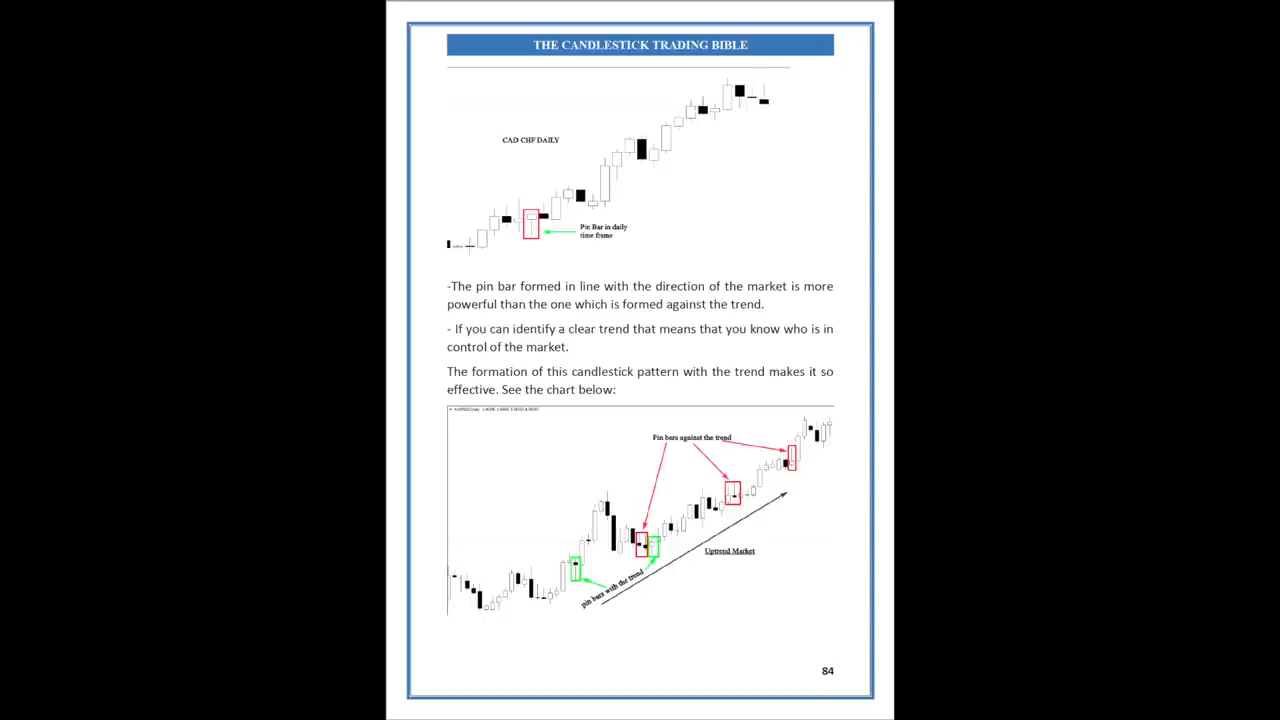 THE CANDLESTICK TRADING BIBLE
CAD CHF DAILY
Pin Bar in daily
time frame
-The pin bar formed in line with the direction of the market is more
powerful than the one which is formed against the trend.
- If you can identify a clear trend that means that you know who is in
control of the market.
The formation of this candlestick pattern with the trend makes it so
effective. See the chart below:
Pin bars against the trend
Uptrend Market
pin bars with the trend
84